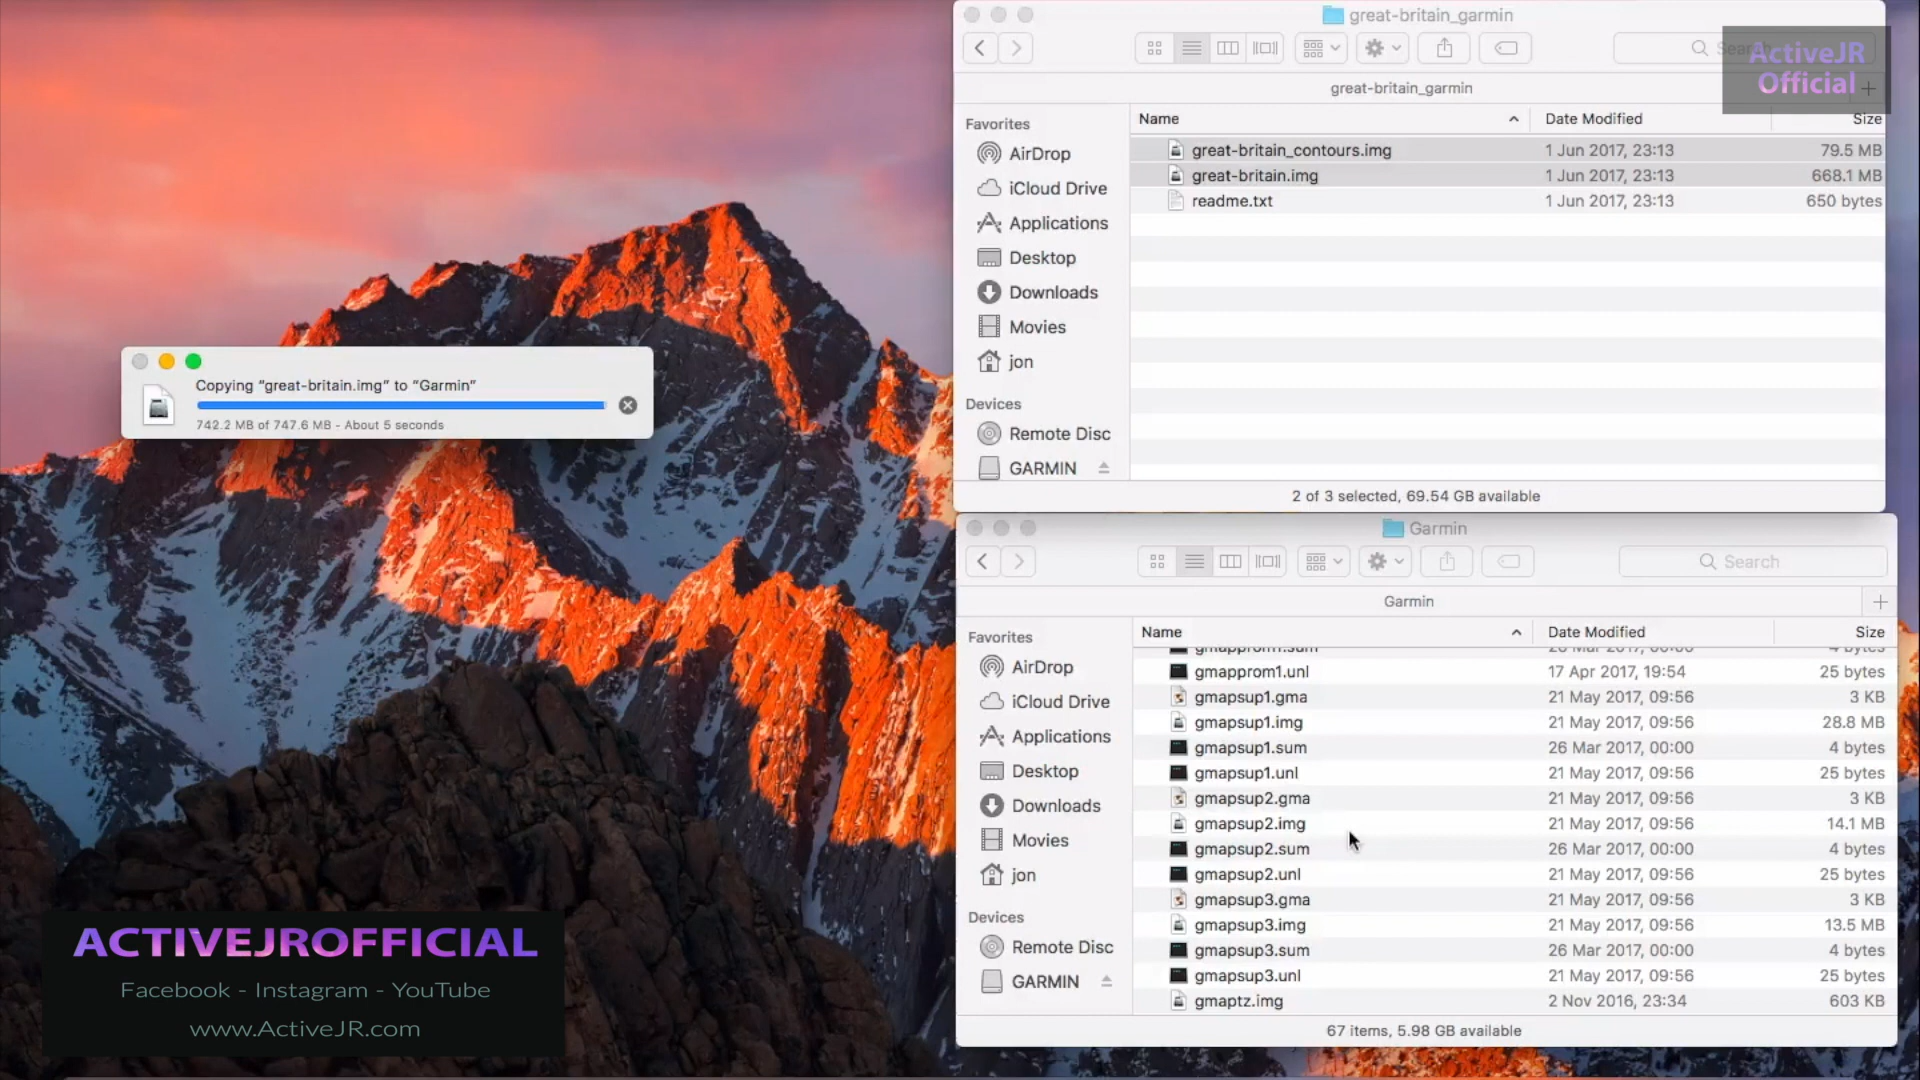 great-britain_garmin
Search
ActiveJR
Official
great-britain_garmin
Favorites
AirDrop
iCloud Drive
Applications
Desktop
Downloads
Movies
jon
Devices
Remote Disc
GARMIN
Name Date Modified Size
great-britain_contours.img 1 Jun 2017, 23:13 79.5 MB
great-britain.img 1 Jun 2017, 23:13 668.1 MB
readme.txt 1 Jun 2017, 23:13 650 bytes
2 of 3 selected, 69.54 GB available
Copying “great-britain.img” to “Garmin”
742.2 MB of 747.6 MB - About 5 seconds
Garmin
Search
Garmin
Favorites
AirDrop
iCloud Drive
Applications
Desktop
Downloads
Movies
jon
Devices
Remote Disc
GARMIN
Name Date Modified Size
gmapprom1.sum 26 Mar 2017, 00:00 4 bytes
gmapprom1.unl 17 Apr 2017, 19:54 25 bytes
gmapsup1.gma 21 May 2017, 09:56 3 KB
gmapsup1.img 21 May 2017, 09:56 28.8 MB
gmapsup1.sum 26 Mar 2017, 00:00 4 bytes
gmapsup1.unl 21 May 2017, 09:56 25 bytes
gmapsup2.gma 21 May 2017, 09:56 3 KB
gmapsup2.img 21 May 2017, 09:56 14.1 MB
gmapsup2.sum 26 Mar 2017, 00:00 4 bytes
gmapsup2.unl 21 May 2017, 09:56 25 bytes
gmapsup3.gma 21 May 2017, 09:56 3 KB
gmapsup3.img 21 May 2017, 09:56 13.5 MB
gmapsup3.sum 26 Mar 2017, 00:00 4 bytes
gmapsup3.unl 21 May 2017, 09:56 25 bytes
gmaptz.img 2 Nov 2016, 23:34 603 KB
67 items, 5.98 GB available
ACTIVEJROFFICIAL
Facebook - Instagram - YouTube
www.ActiveJR.com